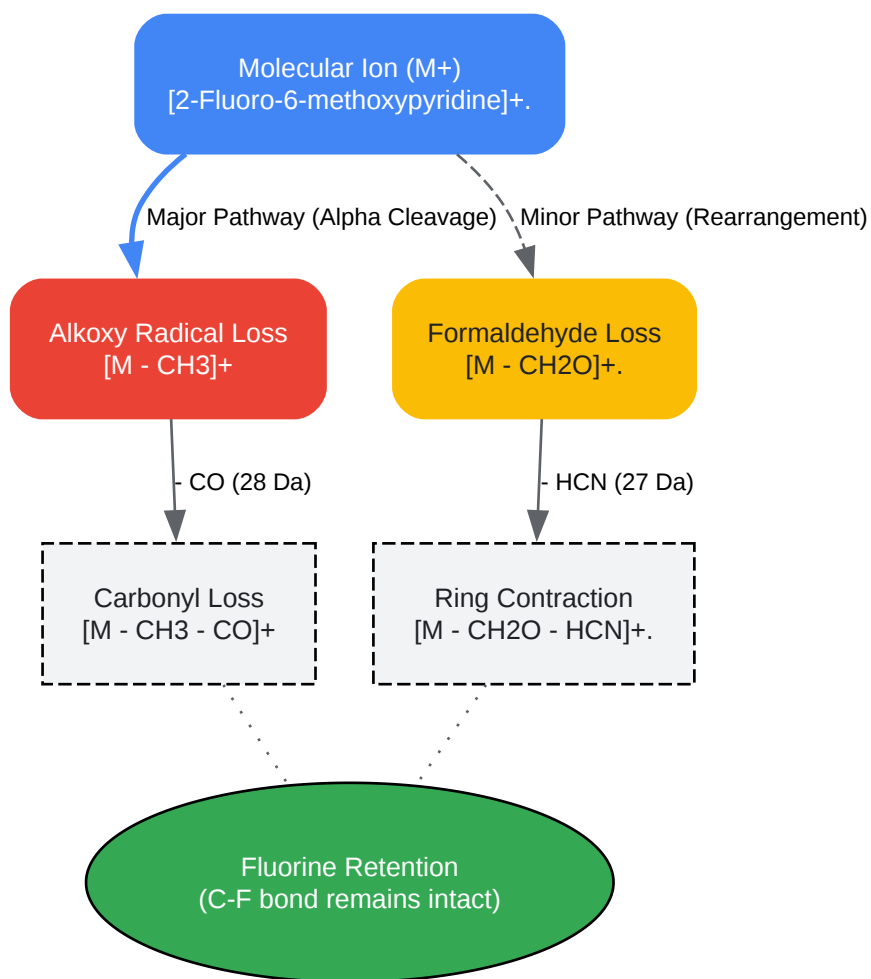 Molecular Ion (M+)
[2-Fluoro-6-methoxypyridine]+.
Major Pathway (Alpha Cleavage)
Minor Pathway (Rearrangement)
Alkoxy Radical Loss
[M - CH3]+
Formaldehyde Loss
[M - CH2O]+.
- CO (28 Da)
- HCN (27 Da)
Carbonyl Loss
[M - CH3 - CO]+
Ring Contraction
[M - CH2O - HCN]+.
Fluorine Retention
(C-F bond remains intact)